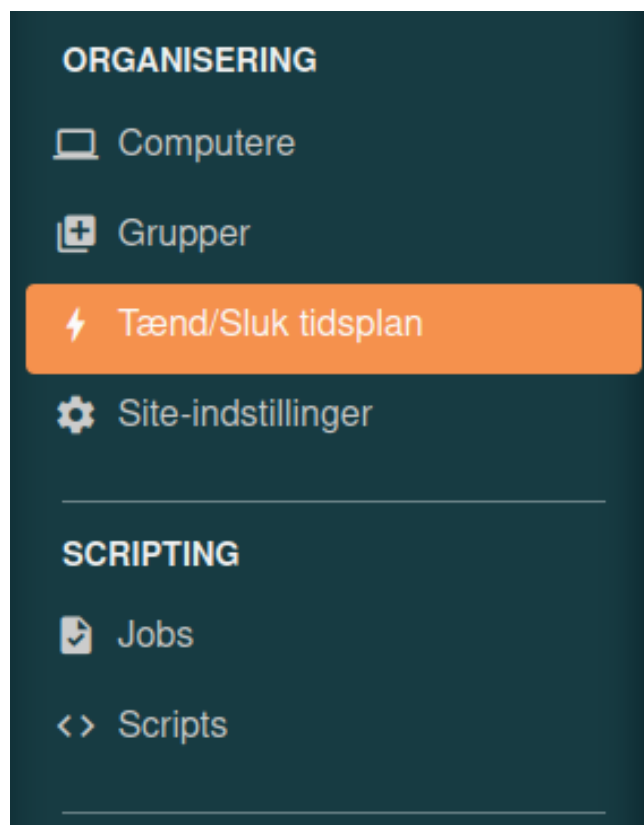 ORGANISERING
Computere
Grupper
Tænd/Sluk tidsplan
Site-indstillinger
SCRIPTING
Jobs
Scripts